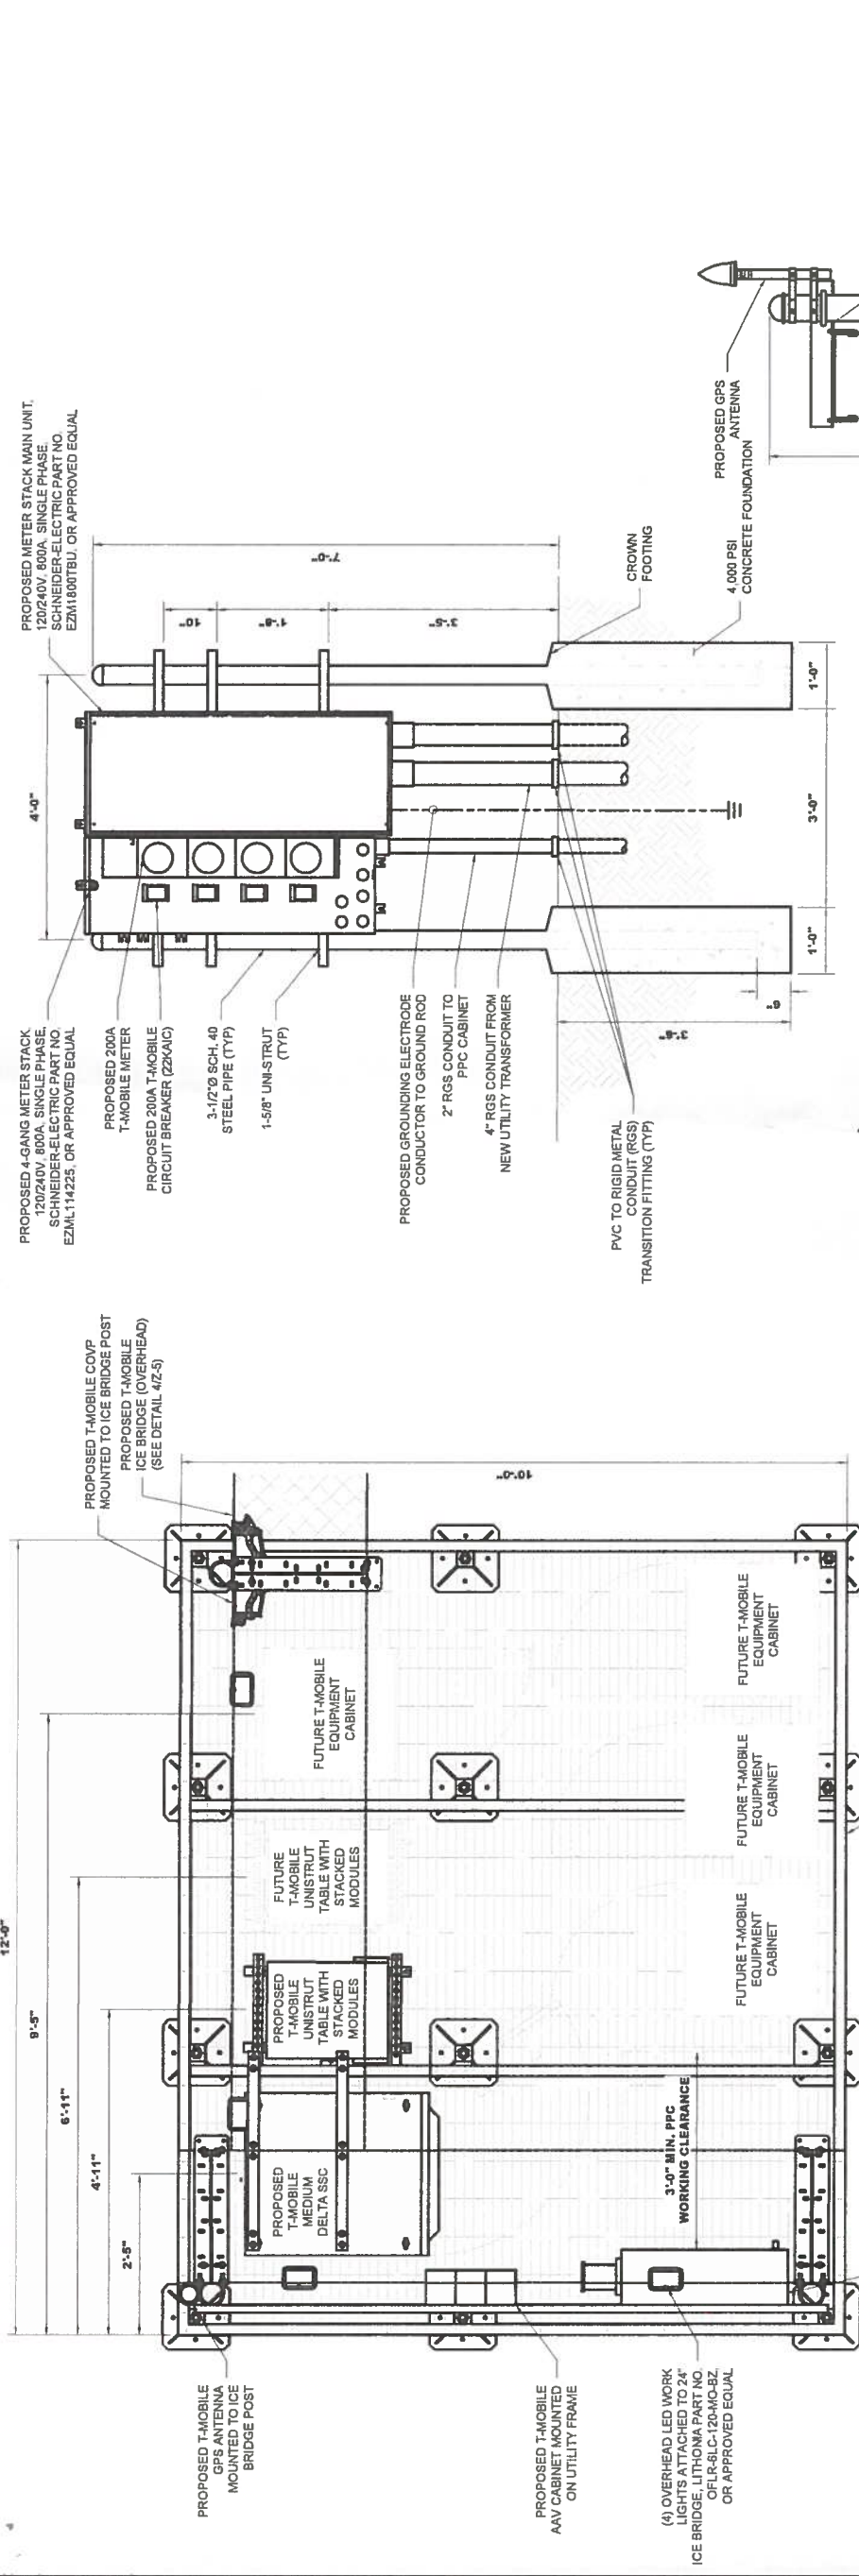 PROPOSED 4-GANG METER STACK
120/240V, 800A, SINGLE PHASE,
SCHNEIDER-ELECTRIC PART NO.
EZML114225, OR APPROVED EQUAL
PROPOSED 200A
T-MOBILE METER
PROPOSED 200A T-MOBILE
CIRCUIT BREAKER (22KAIC)
3-1/2"Ø SCH. 40
STEEL PIPE (TYP)
1-5/8" UNI-STRUT
(TYP)
PROPOSED GROUNDING ELECTRODE
CONDUCTOR TO GROUND ROD
2" RGS CONDUIT TO
PPC CABINET
4" RGS CONDUIT FROM
NEW UTILITY TRANSFORMER
PVC TO RIGID METAL
CONDUIT (RGS)
TRANSITION FITTING (TYP)
4'-0"
PROPOSED METER STACK MAIN UNIT,
120/240V, 800A, SINGLE PHASE,
SCHNEIDER-ELECTRIC PART NO.
EZM1800TBU, OR APPROVED EQUAL
10"
1'-8"
3'-5"
7'-0"
CROWN
FOOTING
4,000 PSI
CONCRETE FOUNDATION
1'-0"
3'-0"
1'-0"
6"
3'-6"
PROPOSED GPS
ANTENNA
12'-0"
9'-5"
6'-11"
4'-11"
2'-5"
10'-0"
PROPOSED T-MOBILE COVP
MOUNTED TO ICE BRIDGE POST
PROPOSED T-MOBILE
ICE BRIDGE (OVERHEAD)
(SEE DETAIL 4/Z-5)
PROPOSED T-MOBILE
GPS ANTENNA
MOUNTED TO ICE
BRIDGE POST
PROPOSED
T-MOBILE
MEDIUM
DELTA SSC
PROPOSED
T-MOBILE
UNISTRUT
TABLE WITH
STACKED
MODULES
FUTURE
T-MOBILE
UNISTRUT
TABLE WITH
STACKED
MODULES
FUTURE T-MOBILE
EQUIPMENT
CABINET
PROPOSED T-MOBILE
AAV CABINET MOUNTED
ON UTILITY FRAME
(4) OVERHEAD LED WORK
LIGHTS ATTACHED TO 24"
ICE BRIDGE, LITHONIA PART NO.
OFLR-6LC-120-MO-BZ,
OR APPROVED EQUAL
3'-0" MIN. PPC
WORKING CLEARANCE
FUTURE T-MOBILE
EQUIPMENT
CABINET
FUTURE T-MOBILE
EQUIPMENT
CABINET
FUTURE T-MOBILE
EQUIPMENT
CABINET